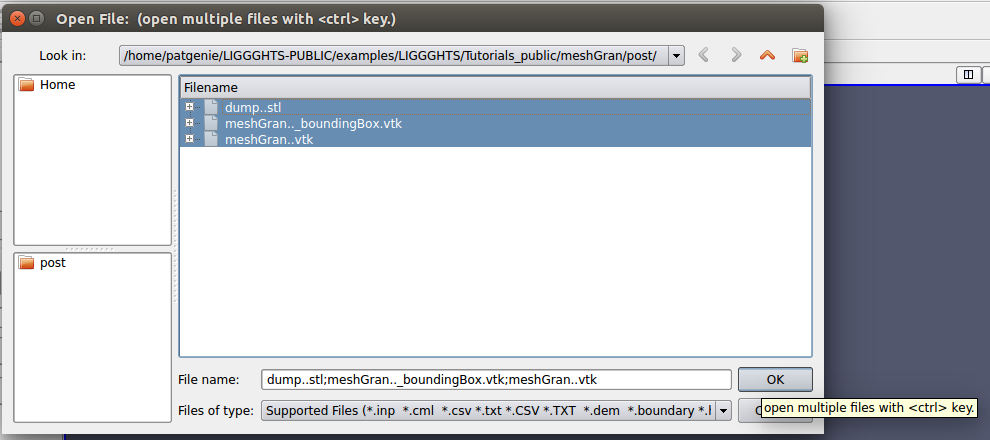 Open File: (open multiple files with <ctrl> key.)
Look in:
/home/patgenie/LIGGGHTS-PUBLIC/examples/LIGGGHTS/Tutorials_public/meshGran/post/
Home
Filename
dump..stl
meshGran.._boundingBox.vtk
meshGran..vtk
post
File name:
dump..stl;meshGran.._boundingBox.vtk;meshGran..vtk
OK
Files of type:
Supported Files (*.inp *.cml *.csv *.txt *.CSV *.TXT *.dem *.boundary
open multiple files with <ctrl> key.